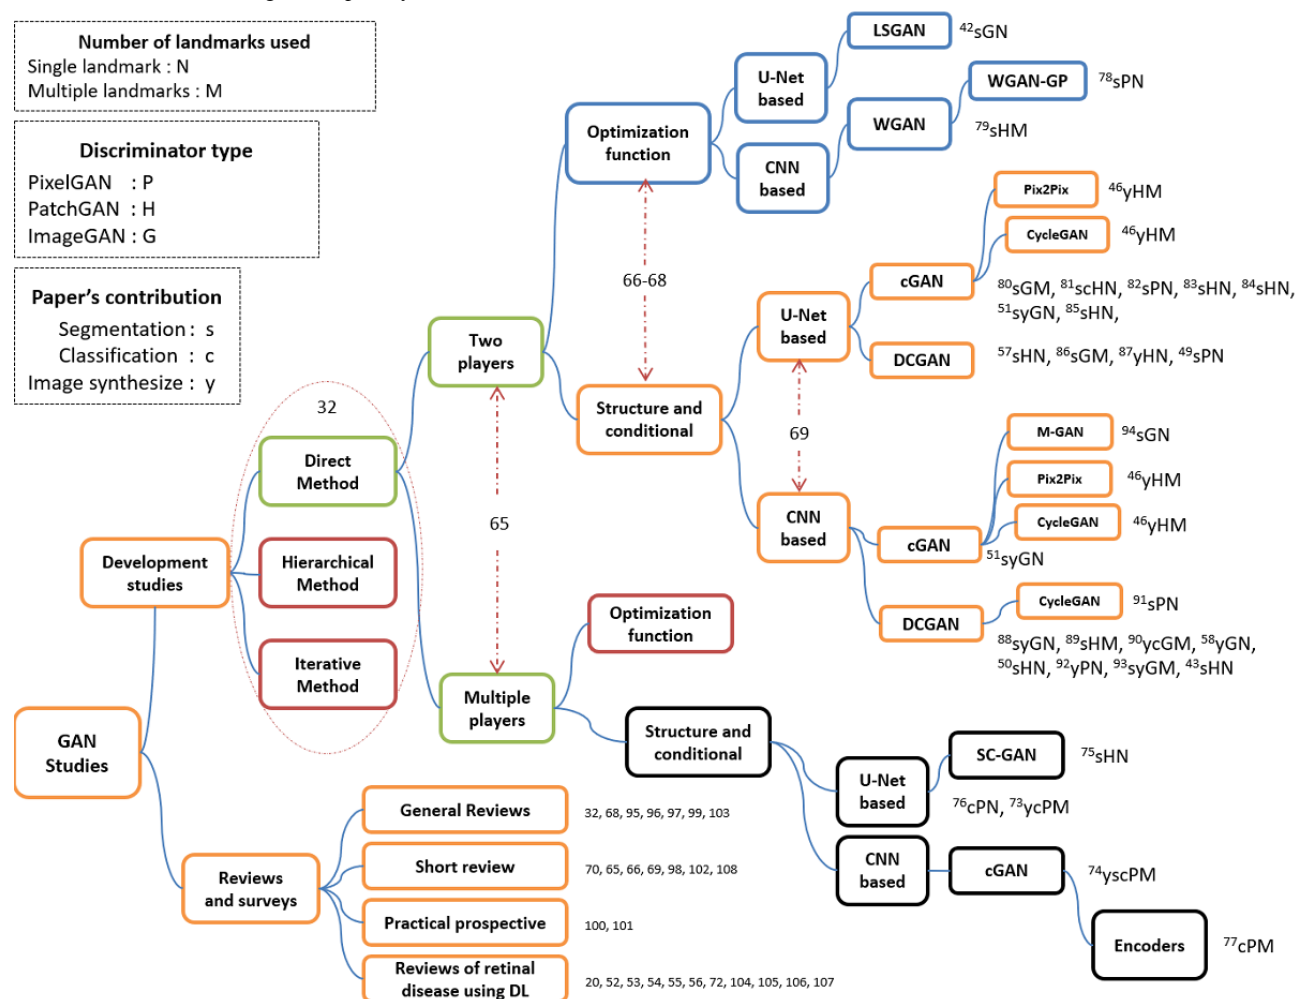 Number of landmarks used
Single landmark : N
Multiple landmarks : M
Discriminator type
PixelGAN : P
PatchGAN : H
ImageGAN : G
Paper's contribution
Segmentation : s
Classification : c
Image synthesize : y
GAN
Studies
Development
studies
Reviews
and surveys
32
Direct
Method
Hierarchical
Method
Iterative
Method
Two
players
65
Multiple
players
Optimization
function
66-68
Structure and
conditional
U-Net
based
LSGAN
42sGN
CNN
based
WGAN
79sHM
WGAN-GP
78sPN
U-Net
based
69
CNN
based
cGAN
Pix2Pix
46yHM
CycleGAN
46yHM
80sGM, 81scHN, 82sPN, 83sHN, 84sHN,
51syGN, 85sHN,
DCGAN
57sHN, 86sGM, 87yHN, 49sPN
cGAN
51syGN
M-GAN
94sGN
Pix2Pix
46yHM
CycleGAN
46yHM
DCGAN
CycleGAN
91sPN
88syGN, 89sHM, 90ycGM, 58yGN,
50sHN, 92yPN, 93syGM, 43sHN
Optimization
function
Structure and
conditional
U-Net
based
SC-GAN
75sHN
76cPN, 73ycPM
CNN
based
cGAN
74yscPM
Encoders
77cPM
General Reviews
32, 68, 95, 96, 97, 99, 103
Short review
70, 65, 66, 69, 98, 102, 108
Practical prospective
100, 101
Reviews of retinal
disease using DL
20, 52, 53, 54, 55, 56, 72, 104, 105, 106, 107